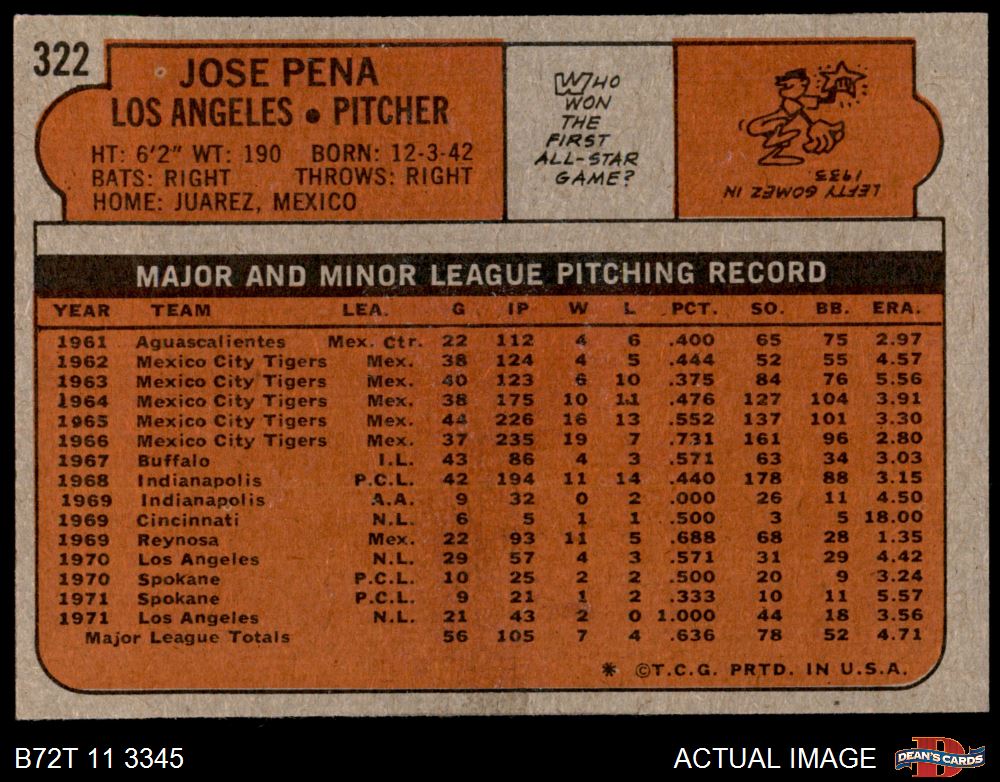 322
JOSE PENA
LOS ANGELES • PITCHER
HT: 6'2" WT: 190 BORN: 12-3-42
BATS: RIGHT THROWS: RIGHT
HOME: JUAREZ, MEXICO
WHO
WON
THE
FIRST
ALL-STAR
GAME?
LEFTY GOMEZ IN
1933
MAJOR AND MINOR LEAGUE PITCHING RECORD
YEAR TEAM LEA. G IP W L PCT. SO. BB. ERA.
1961 Aguascalientes Mex. Ctr. 22 112 4 6 .400 65 75 2.97
1962 Mexico City Tigers Mex. 38 124 4 5 .444 52 55 4.57
1963 Mexico City Tigers Mex. 40 123 6 10 .375 84 76 5.56
1964 Mexico City Tigers Mex. 38 175 10 11 .476 127 104 3.91
1965 Mexico City Tigers Mex. 44 226 16 13 .552 137 101 3.30
1966 Mexico City Tigers Mex. 37 235 19 7 .731 161 96 2.80
1967 Buffalo I.L. 43 86 4 3 .571 63 34 3.03
1968 Indianapolis P.C.L. 42 194 11 14 .440 178 88 3.15
1969 Indianapolis A.A. 9 32 0 2 .000 26 11 4.50
1969 Cincinnati N.L. 6 5 1 1 .500 3 5 18.00
1969 Reynosa Mex. 22 93 11 5 .688 68 28 1.35
1970 Los Angeles N.L. 29 57 4 3 .571 31 29 4.42
1970 Spokane P.C.L. 10 25 2 2 .500 20 9 3.24
1971 Spokane P.C.L. 9 21 1 2 .333 10 11 5.57
1971 Los Angeles N.L. 21 43 2 0 1.000 44 18 3.56
Major League Totals 56 105 7 4 .636 78 52 4.71
* ©T.C.G. PRTD. IN U.S.A.
B72T 11 3345
ACTUAL IMAGE
D
DEAN'S CARDS